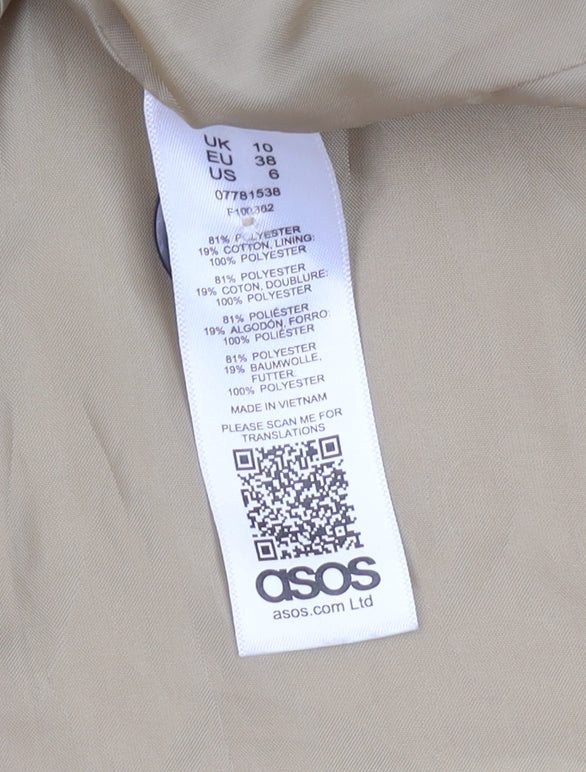 UK 10
EU 38
US 6
07781538
F100362
81% POLYESTER
19% COTTON, LINING:
100% POLYESTER
81% POLYESTER
19% COTON, DOUBLURE:
100% POLYESTER
81% POLIÉSTER
19% ALGODÓN, FORRO:
100% POLIÉSTER
81% POLYESTER
19% BAUMWOLLE,
FUTTER:
100% POLYESTER
MADE IN VIETNAM
PLEASE SCAN ME FOR
TRANSLATIONS
asos
asos.com Ltd